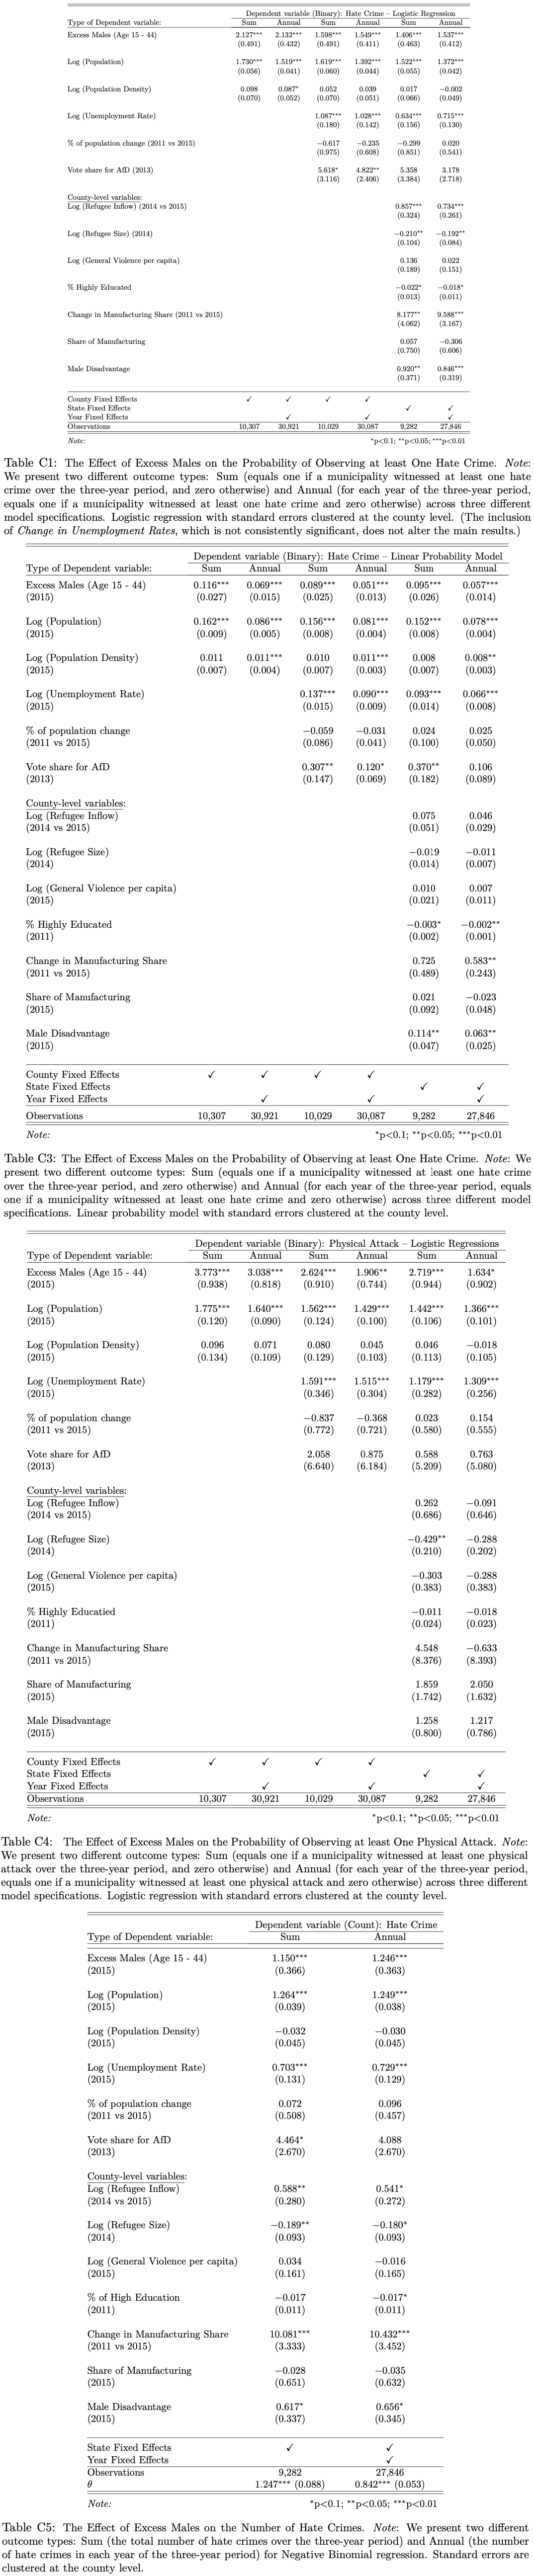 Dependent variable (Binary): Hate Crime – Logistic Regression
Type of Dependent variable: Sum Annual Sum Annual Sum Annual
Excess Males (Age 15 - 44) 2.127*** 2.132*** 1.598*** 1.549*** 1.406*** 1.537***
(0.491) (0.432) (0.491) (0.411) (0.463) (0.412)
Log (Population) 1.730*** 1.519*** 1.619*** 1.392*** 1.522*** 1.372***
(0.056) (0.041) (0.060) (0.044) (0.055) (0.042)
Log (Population Density) 0.098 0.087* 0.052 0.039 0.017 −0.002
(0.070) (0.052) (0.070) (0.051) (0.066) (0.049)
Log (Unemployment Rate) 1.087*** 1.028*** 0.634*** 0.715***
(0.180) (0.142) (0.156) (0.130)
% of population change (2011 vs 2015) −0.617 −0.235 −0.299 0.020
(0.975) (0.608) (0.851) (0.541)
Vote share for AfD (2013) 5.618* 4.822** 5.358 3.178
(3.116) (2.406) (3.384) (2.718)
County-level variables:
Log (Refugee Inflow) (2014 vs 2015) 0.857*** 0.734***
(0.324) (0.261)
Log (Refugee Size) (2014) −0.210** −0.192**
(0.104) (0.084)
Log (General Violence per capita) 0.136 0.022
(0.189) (0.151)
% Highly Educated −0.022* −0.018*
(0.013) (0.011)
Change in Manufacturing Share (2011 vs 2015) 8.177** 9.588***
(4.062) (3.167)
Share of Manufacturing 0.057 −0.306
(0.750) (0.606)
Male Disadvantage 0.920** 0.846***
(0.371) (0.319)
County Fixed Effects ✓ ✓ ✓ ✓
State Fixed Effects ✓ ✓
Year Fixed Effects ✓ ✓ ✓
Observations 10,307 30,921 10,029 30,087 9,282 27,846
Note: *p<0.1; **p<0.05; ***p<0.01
Table C1: The Effect of Excess Males on the Probability of Observing at least One Hate Crime. Note:
We present two different outcome types: Sum (equals one if a municipality witnessed at least one hate
crime over the three-year period, and zero otherwise) and Annual (for each year of the three-year period,
equals one if a municipality witnessed at least one hate crime and zero otherwise) across three different
model specifications. Logistic regression with standard errors clustered at the county level. (The inclusion
of Change in Unemployment Rates, which is not consistently significant, does not alter the main results.)
Dependent variable (Binary): Hate Crime – Linear Probability Model
Type of Dependent variable: Sum Annual Sum Annual Sum Annual
Excess Males (Age 15 - 44) 0.116*** 0.069*** 0.089*** 0.051*** 0.095*** 0.057***
(2015) (0.027) (0.015) (0.025) (0.013) (0.026) (0.014)
Log (Population) 0.162*** 0.086*** 0.156*** 0.081*** 0.152*** 0.078***
(2015) (0.009) (0.005) (0.008) (0.004) (0.008) (0.004)
Log (Population Density) 0.011 0.011*** 0.010 0.011*** 0.008 0.008**
(2015) (0.007) (0.004) (0.007) (0.003) (0.007) (0.003)
Log (Unemployment Rate) 0.137*** 0.090*** 0.093*** 0.066***
(2015) (0.015) (0.009) (0.014) (0.008)
% of population change −0.059 −0.031 0.024 0.025
(2011 vs 2015) (0.086) (0.041) (0.100) (0.050)
Vote share for AfD 0.307** 0.120* 0.370** 0.106
(2013) (0.147) (0.069) (0.182) (0.089)
County-level variables:
Log (Refugee Inflow) 0.075 0.046
(2014 vs 2015) (0.051) (0.029)
Log (Refugee Size) −0.019 −0.011
(2014) (0.014) (0.007)
Log (General Violence per capita) 0.010 0.007
(2015) (0.021) (0.011)
% Highly Educated −0.003* −0.002**
(2011) (0.002) (0.001)
Change in Manufacturing Share 0.725 0.583**
(2011 vs 2015) (0.489) (0.243)
Share of Manufacturing 0.021 −0.023
(2015) (0.092) (0.048)
Male Disadvantage 0.114** 0.063**
(2015) (0.047) (0.025)
County Fixed Effects ✓ ✓ ✓ ✓
State Fixed Effects ✓ ✓
Year Fixed Effects ✓ ✓ ✓
Observations 10,307 30,921 10,029 30,087 9,282 27,846
Note: *p<0.1; **p<0.05; ***p<0.01
Table C3: The Effect of Excess Males on the Probability of Observing at least One Hate Crime. Note: We
present two different outcome types: Sum (equals one if a municipality witnessed at least one hate crime
over the three-year period, and zero otherwise) and Annual (for each year of the three-year period, equals
one if a municipality witnessed at least one hate crime and zero otherwise) across three different model
specifications. Linear probability model with standard errors clustered at the county level.
Dependent variable (Binary): Physical Attack – Logistic Regressions
Type of Dependent variable: Sum Annual Sum Annual Sum Annual
Excess Males (Age 15 - 44) 3.773*** 3.038*** 2.624*** 1.906** 2.719*** 1.634*
(2015) (0.938) (0.818) (0.910) (0.744) (0.944) (0.902)
Log (Population) 1.775*** 1.640*** 1.562*** 1.429*** 1.442*** 1.366***
(2015) (0.120) (0.090) (0.124) (0.100) (0.106) (0.101)
Log (Population Density) 0.096 0.071 0.080 0.045 0.046 −0.018
(2015) (0.134) (0.109) (0.129) (0.103) (0.113) (0.105)
Log (Unemployment Rate) 1.591*** 1.515*** 1.179*** 1.309***
(2015) (0.346) (0.304) (0.282) (0.256)
% of population change −0.837 −0.368 0.023 0.154
(2011 vs 2015) (0.772) (0.721) (0.580) (0.555)
Vote share for AfD 2.058 0.875 0.588 0.763
(2013) (6.640) (6.184) (5.209) (5.080)
County-level variables:
Log (Refugee Inflow) 0.262 −0.091
(2014 vs 2015) (0.686) (0.646)
Log (Refugee Size) −0.429** −0.288
(2014) (0.210) (0.202)
Log (General Violence per capita) −0.303 −0.288
(2015) (0.383) (0.383)
% Highly Educatied −0.011 −0.018
(2011) (0.024) (0.023)
Change in Manufacturing Share 4.548 −0.633
(2011 vs 2015) (8.376) (8.393)
Share of Manufacturing 1.859 2.050
(2015) (1.742) (1.632)
Male Disadvantage 1.258 1.217
(2015) (0.800) (0.786)
County Fixed Effects ✓ ✓ ✓ ✓
State Fixed Effects ✓ ✓
Year Fixed Effects ✓ ✓ ✓
Observations 10,307 30,921 10,029 30,087 9,282 27,846
Note: *p<0.1; **p<0.05; ***p<0.01
Table C4: The Effect of Excess Males on the Probability of Observing at least One Physical Attack. Note:
We present two different outcome types: Sum (equals one if a municipality witnessed at least one physical
attack over the three-year period, and zero otherwise) and Annual (for each year of the three-year period,
equals one if a municipality witnessed at least one physical attack and zero otherwise) across three different
model specifications. Logistic regression with standard errors clustered at the county level.
Dependent variable (Count): Hate Crime
Type of Dependent variable: Sum Annual
Excess Males (Age 15 - 44) 1.150*** 1.246***
(2015) (0.366) (0.363)
Log (Population) 1.264*** 1.249***
(2015) (0.039) (0.038)
Log (Population Density) −0.032 −0.030
(2015) (0.045) (0.045)
Log (Unemployment Rate) 0.703*** 0.729***
(2015) (0.131) (0.129)
% of population change 0.072 0.096
(2011 vs 2015) (0.508) (0.457)
Vote share for AfD 4.464* 4.088
(2013) (2.670) (2.670)
County-level variables:
Log (Refugee Inflow) 0.588** 0.541*
(2014 vs 2015) (0.280) (0.272)
Log (Refugee Size) −0.189** −0.180*
(2014) (0.093) (0.093)
Log (General Violence per capita) 0.034 −0.016
(2015) (0.161) (0.165)
% of High Education −0.017 −0.017*
(2011) (0.011) (0.011)
Change in Manufacturing Share 10.081*** 10.432***
(2011 vs 2015) (3.333) (3.452)
Share of Manufacturing −0.028 −0.035
(2015) (0.651) (0.632)
Male Disadvantage 0.617* 0.656*
(2015) (0.337) (0.345)
State Fixed Effects ✓ ✓
Year Fixed Effects ✓
Observations 9,282 27,846
θ 1.247*** (0.088) 0.842*** (0.053)
Note: *p<0.1; **p<0.05; ***p<0.01
Table C5: The Effect of Excess Males on the Number of Hate Crimes. Note: We present two different
outcome types: Sum (the total number of hate crimes over the three-year period) and Annual (the number
of hate crimes in each year of the three-year period) for Negative Binomial regression. Standard errors are
clustered at the county level.